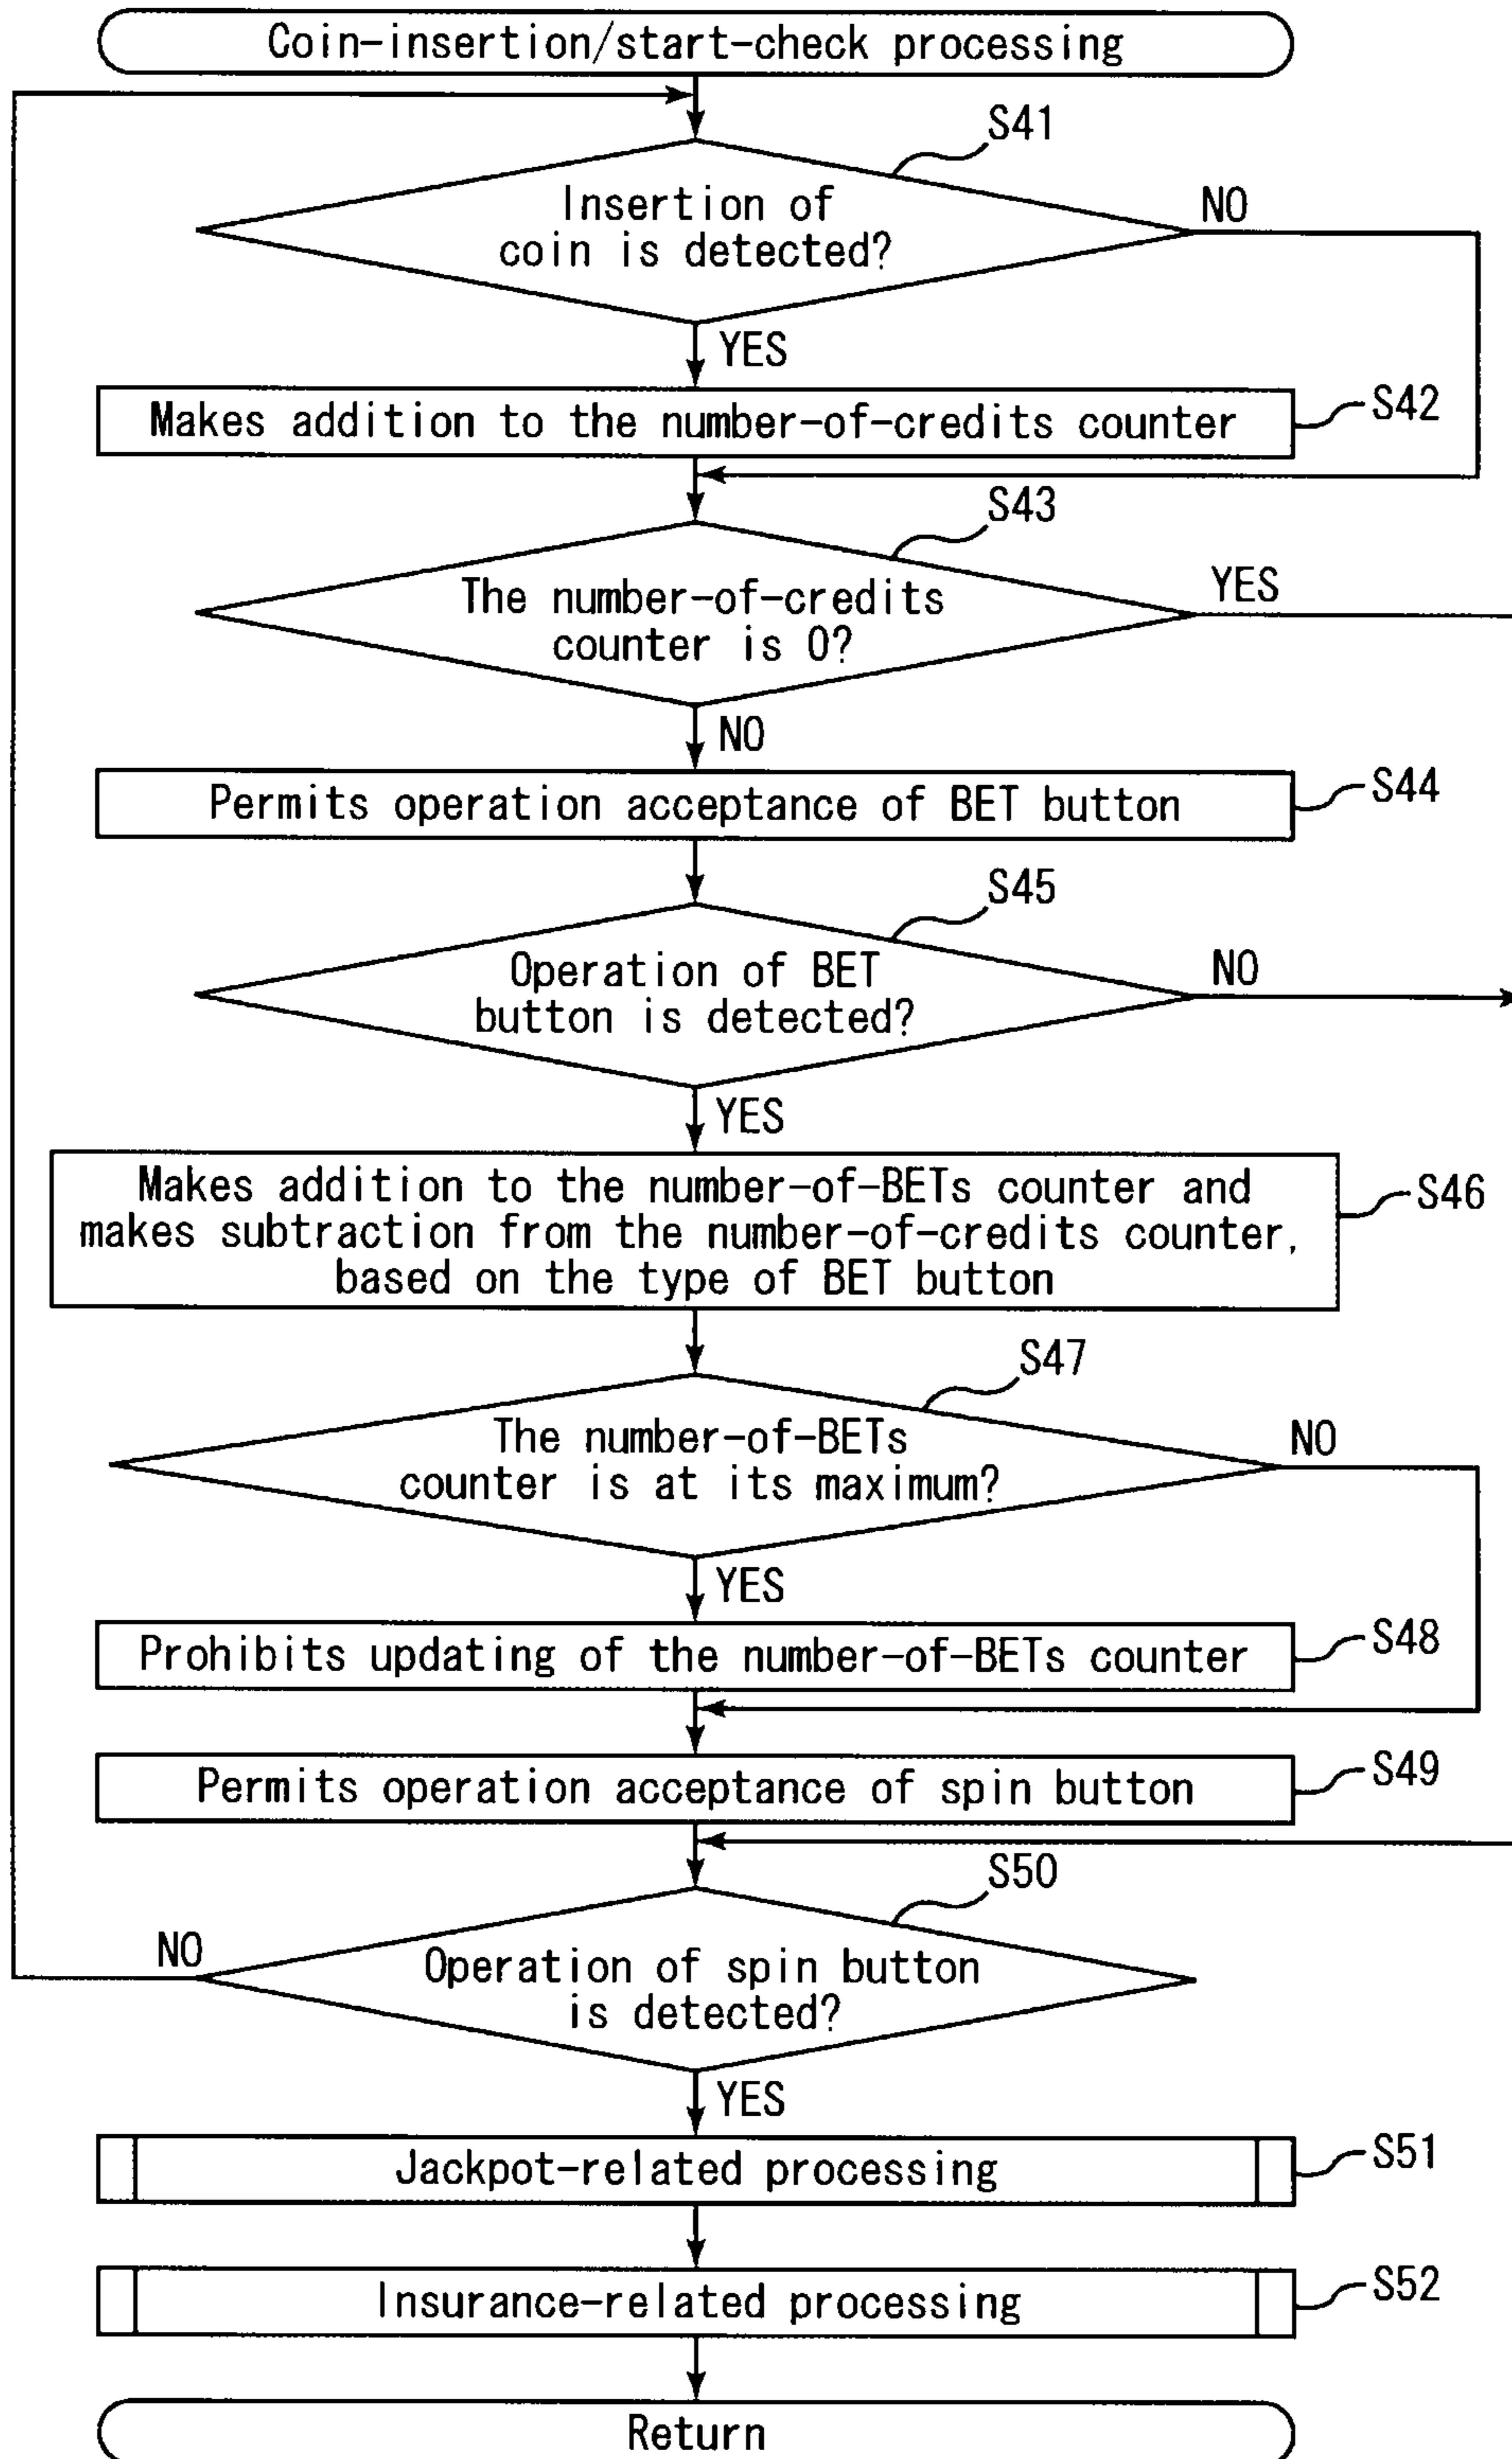 Coin-insertion/start-check processing
S41
Insertion of
coin is detected?
NO
YES
Makes addition to the number-of-credits counter
S42
S43
The number-of-credits
counter is 0?
YES
NO
Permits operation acceptance of BET button
S44
S45
Operation of BET
button is detected?
NO
YES
Makes addition to the number-of-BETs counter and
makes subtraction from the number-of-credits counter,
based on the type of BET button
S46
S47
The number-of-BETs
counter is at its maximum?
NO
YES
Prohibits updating of the number-of-BETs counter
S48
Permits operation acceptance of spin button
S49
S50
NO
Operation of spin button
is detected?
YES
Jackpot-related processing
S51
Insurance-related processing
S52
Return